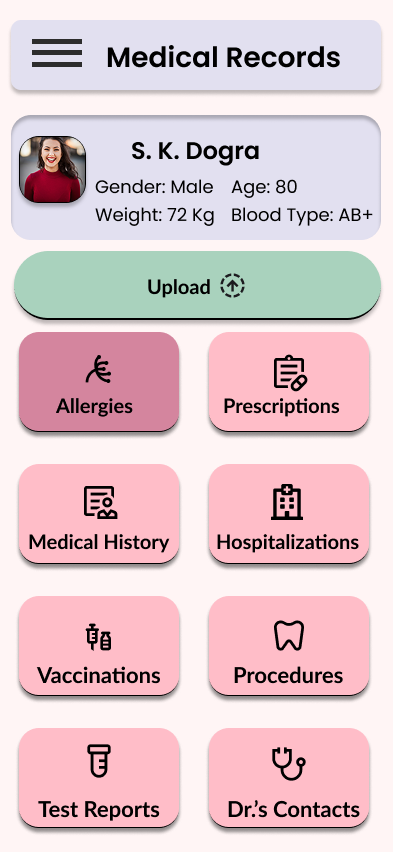 Medical Records
S. K. Dogra
Gender: Male Age: 80
Weight: 72 Kg Blood Type: AB+
Upload
Allergies
Prescriptions
Medical History
Hospitalizations
Vaccinations
Procedures
Test Reports
Dr.'s Contacts